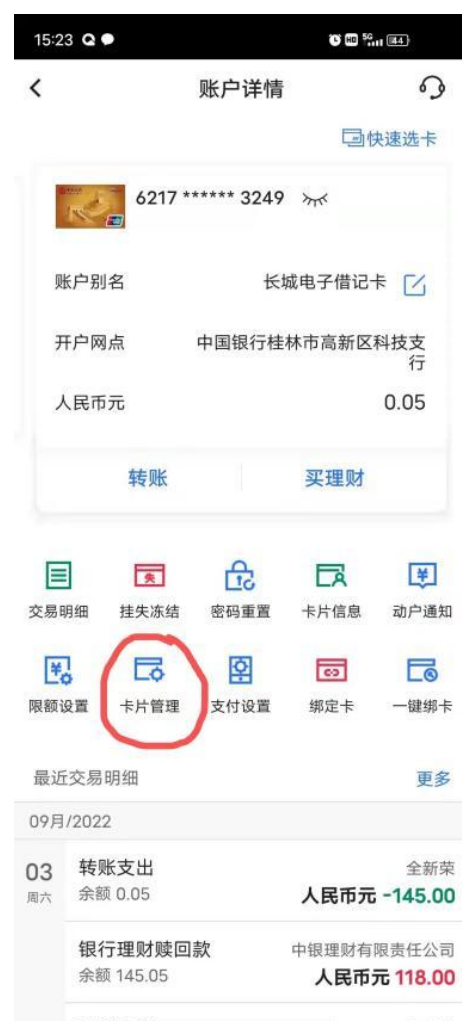 15:23
HD 5G 44
账户详情
快速选卡
6217 ****** 3249
账户别名 长城电子借记卡
开户网点 中国银行桂林市高新区科技支
行
人民币元 0.05
转账 买理财
交易明细 挂失冻结 密码重置 卡片信息 动户通知
限额设置 卡片管理 支付设置 绑定卡 一键绑卡
最近交易明细 更多
09月/2022
03 转账支出 全新荣
周六 余额 0.05 人民币元 -145.00
银行理财赎回款 中银理财有限责任公司
余额 145.05 人民币元 118.00